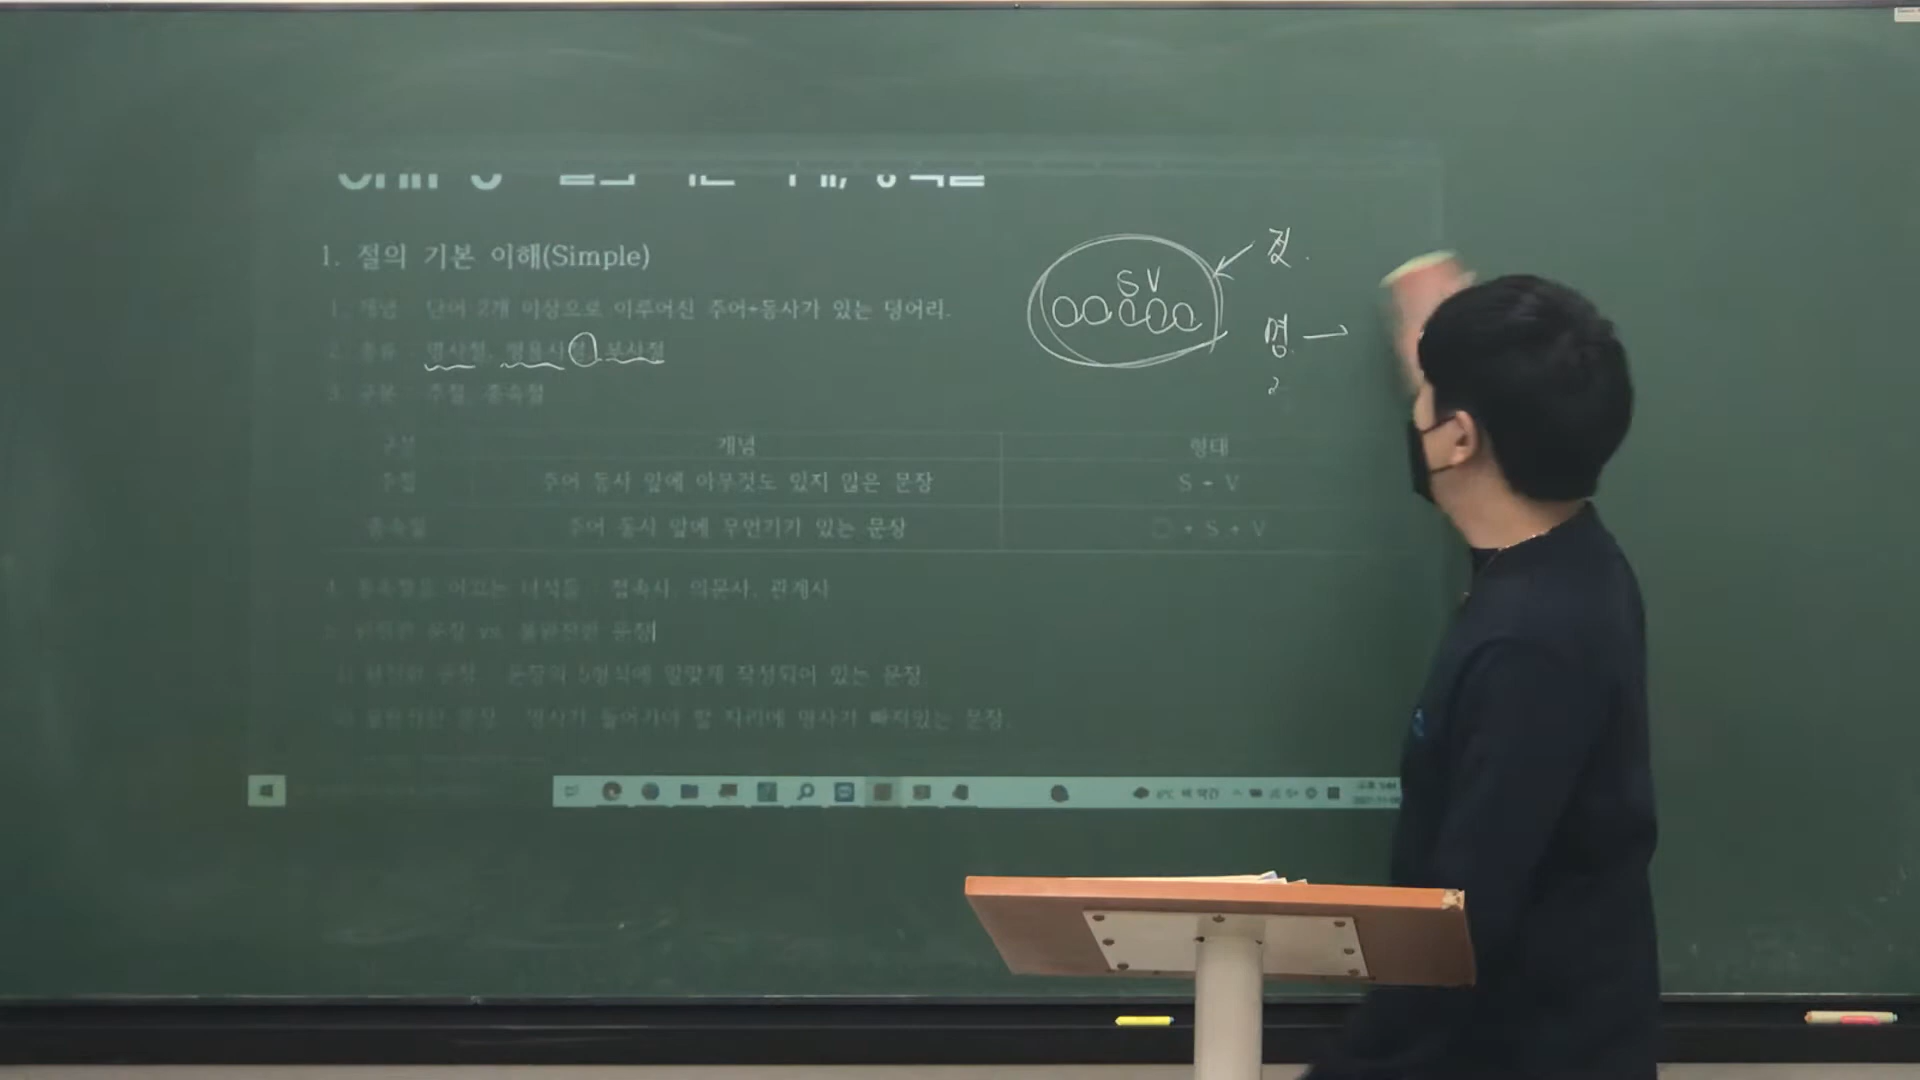 1. 절의 기본 이해(Simple)
1. 개념 : 단어 2개 이상으로 이루어진 주어+동사가 있는 덩어리.
2. 종류 : 명사절, 형용사절, 부사절
3. 구분 : 주절, 종속절
구분 개념 형태
주절 주어 동사 앞에 아무것도 있지 않은 문장 S + V
종속절 주어 동사 앞에 무언가가 있는 문장 + S + V
4. 종속절을 이끄는 녀석들 : 접속사, 의문사, 관계사
5. 완전한 문장 vs. 불완전한 문장
1) 완전한 문장 : 문장의 5형식에 알맞게 작성되어 있는 문장.
2) 불완전한 문장 : 명사가 들어가야 할 자리에 명사가 빠져있는 문장.
S V
절.
명 →